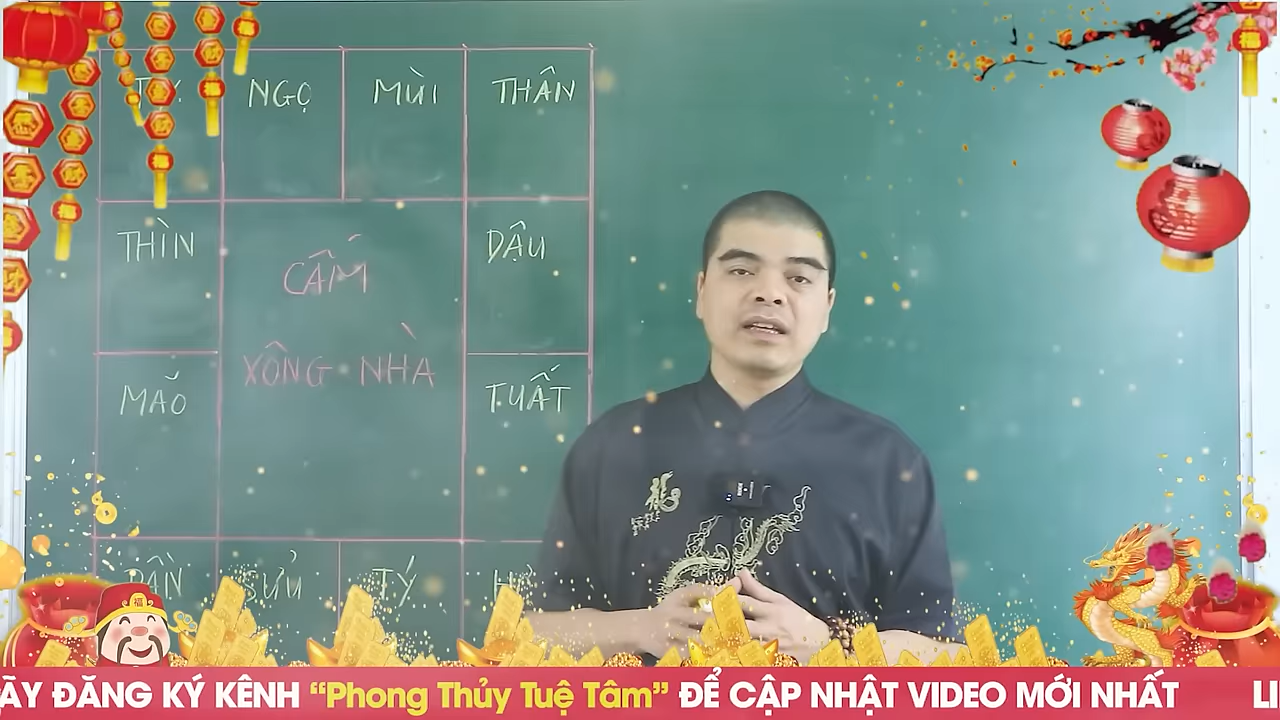 NGỌ
MÙI
THÂN
THÌN
DẬU
CẤM
XÔNG NHÀ
MÃO
TUẤT
SỬU
TÝ
ÃY ĐĂNG KÝ KÊNH “Phong Thủy Tuệ Tâm” ĐỂ CẬP NHẬT VIDEO MỚI NHẤT